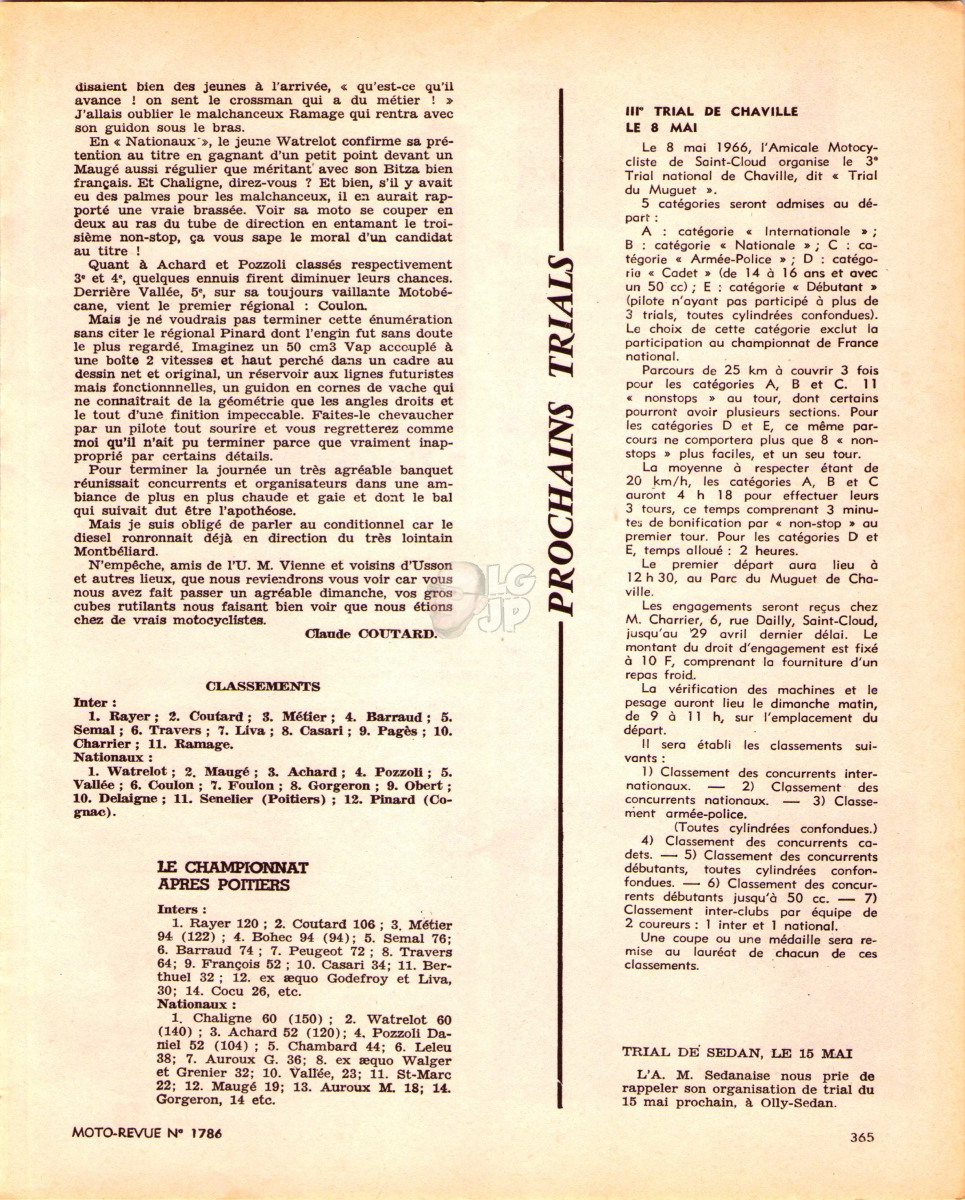 disaient bien des jeunes à l'arrivée, « qu'est-ce qu'il
avance ! on sent le crossman qui a du métier ! »
J'allais oublier le malchanceux Ramage qui rentra avec
son guidon sous le bras.
En « Nationaux », le jeune Watrelot confirme sa pré-
tention au titre en gagnant d'un petit point devant un
Maugé aussi régulier que méritant avec son Bitza bien
français. Et Chaligne, direz-vous ? Et bien, s'il y avait
eu des palmes pour les malchanceux, il en aurait rap-
porté une vraie brassée. Voir sa moto se couper en
deux au ras du tube de direction en entamant le troi-
sième non-stop, ça vous sape le moral d'un candidat
au titre !
Quant à Achard et Pozzoli classés respectivement
3e et 4e, quelques ennuis firent diminuer leurs chances.
Derrière Vallée, 5e, sur sa toujours vaillante Motobé-
cane, vient le premier régional : Coulon.
Mais je né voudrais pas terminer cette énumération
sans citer le régional Pinard dont l'engin fut sans doute
le plus regardé. Imaginez un 50 cm3 Vap accouplé à
une boîte 2 vitesses et haut perché dans un cadre au
dessin net et original, un réservoir aux lignes futuristes
mais fonctionnnelles, un guidon en cornes de vache qui
ne connaîtrait de la géométrie que les angles droits et
le tout d'une finition impeccable. Faites-le chevaucher
par un pilote tout sourire et vous regretterez comme
moi qu'il n'ait pu terminer parce que vraiment inap-
proprié par certains détails.
Pour terminer la journée un très agréable banquet
réunissait concurrents et organisateurs dans une am-
biance de plus en plus chaude et gaie et dont le bal
qui suivait dut être l'apothéose.
Mais je suis obligé de parler au conditionnel car le
diesel ronronnait déjà en direction du très lointain
Montbéliard.
N'empêche, amis de l'U. M. Vienne et voisins d'Usson
et autres lieux, que nous reviendrons vous voir car vous
nous avez fait passer un agréable dimanche, vos gros
cubes rutilants nous faisant bien voir que nous étions
chez de vrais motocyclistes.
Claude COUTARD.
CLASSEMENTS
Inter :
1. Rayer ; 2. Coutard ; 3. Métier ; 4. Barraud ; 5.
Semal ; 6. Travers ; 7. Liva ; 8. Casari ; 9. Pagès ; 10.
Charrier ; 11. Ramage.
Nationaux :
1. Watrelot ; 2. Maugé ; 3. Achard ; 4. Pozzoli ; 5.
Vallée ; 6. Coulon ; 7. Foulon ; 8. Gorgeron ; 9. Obert ;
10. Delaigne ; 11. Senelier (Poitiers) ; 12. Pinard (Co-
gnac).
LE CHAMPIONNAT
APRES POITIERS
Inters :
1. Rayer 120 ; 2. Coutard 106 ; 3. Métier
94 (122) ; 4. Bohec 94 (94) ; 5. Semal 76;
6. Barraud 74 ; 7. Peugeot 72 ; 8. Travers
64; 9. François 52 ; 10. Casari 34; 11. Ber-
thuel 32 ; 12. ex æquo Godefroy et Liva,
30; 14. Cocu 26, etc.
Nationaux :
1. Chaligne 60 (150) ; 2. Watrelot 60
(140) ; 3. Achard 52 (120); 4. Pozzoli Da-
niel 52 (104) ; 5. Chambard 44; 6. Leleu
38; 7. Auroux G. 36; 8. ex æquo Walger
et Grenier 32; 10. Vallée, 23; 11. St-Marc
22; 12. Maugé 19; 13. Auroux M. 18; 14.
Gorgeron, 14 etc.
PROCHAINS TRIALS
IIIe TRIAL DE CHAVILLE
LE 8 MAI
Le 8 mai 1966, l'Amicale Motocy-
cliste de Saint-Cloud organise le 3e
Trial national de Chaville, dit « Trial
du Muguet ».
5 catégories seront admises au dé-
part :
A : catégorie « Internationale » ;
B : catégorie « Nationale » ; C : ca-
tégorie « Armée-Police » ; D : catégo-
rie « Cadet » (de 14 à 16 ans et avec
un 50 cc) ; E : catégorie « Débutant »
(pilote n'ayant pas participé à plus de
3 trials, toutes cylindrées confondues).
Le choix de cette catégorie exclut la
participation au championnat de France
national.
Parcours de 25 km à couvrir 3 fois
pour les catégories A, B et C. 11
« nonstops » au tour, dont certains
pourront avoir plusieurs sections. Pour
les catégories D et E, ce même par-
cours ne comportera plus que 8 « non-
stops » plus faciles, et un seu tour.
La moyenne à respecter étant de
20 km/h, les catégories A, B et C
auront 4 h 18 pour effectuer leurs
3 tours, ce temps comprenant 3 minu-
tes de bonification par « non-stop » au
premier tour. Pour les catégories D et
E, temps alloué : 2 heures.
Le premier départ aura lieu à
12 h 30, au Parc du Muguet de Cha-
ville.
Les engagements seront reçus chez
M. Charrier, 6, rue Dailly, Saint-Cloud,
jusqu'au 29 avril dernier délai. Le
montant du droit d'engagement est fixé
à 10 F, comprenant la fourniture d'un
repas froid.
La vérification des machines et le
pesage auront lieu le dimanche matin,
de 9 à 11 h, sur l'emplacement du
départ.
Il sera établi les classements sui-
vants :
1) Classement des concurrents inter-
nationaux. — 2) Classement des
concurrents nationaux. — 3) Classe-
ment armée-police.
(Toutes cylindrées confondues.)
4) Classement des concurrents ca-
dets. — 5) Classement des concurrents
débutants, toutes cylindrées confon-
fondues. — 6) Classement des concur-
rents débutants jusqu'à 50 cc. — 7)
Classement inter-clubs par équipe de
2 coureurs : 1 inter et 1 national.
Une coupe ou une médaille sera re-
mise au lauréat de chacun de ces
classements.
TRIAL DE SEDAN, LE 15 MAI
L'A. M. Sedanaise nous prie de
rappeler son organisation de trial du
15 mai prochain, à Olly-Sedan.
LG
JP
MOTO-REVUE N° 1786
365